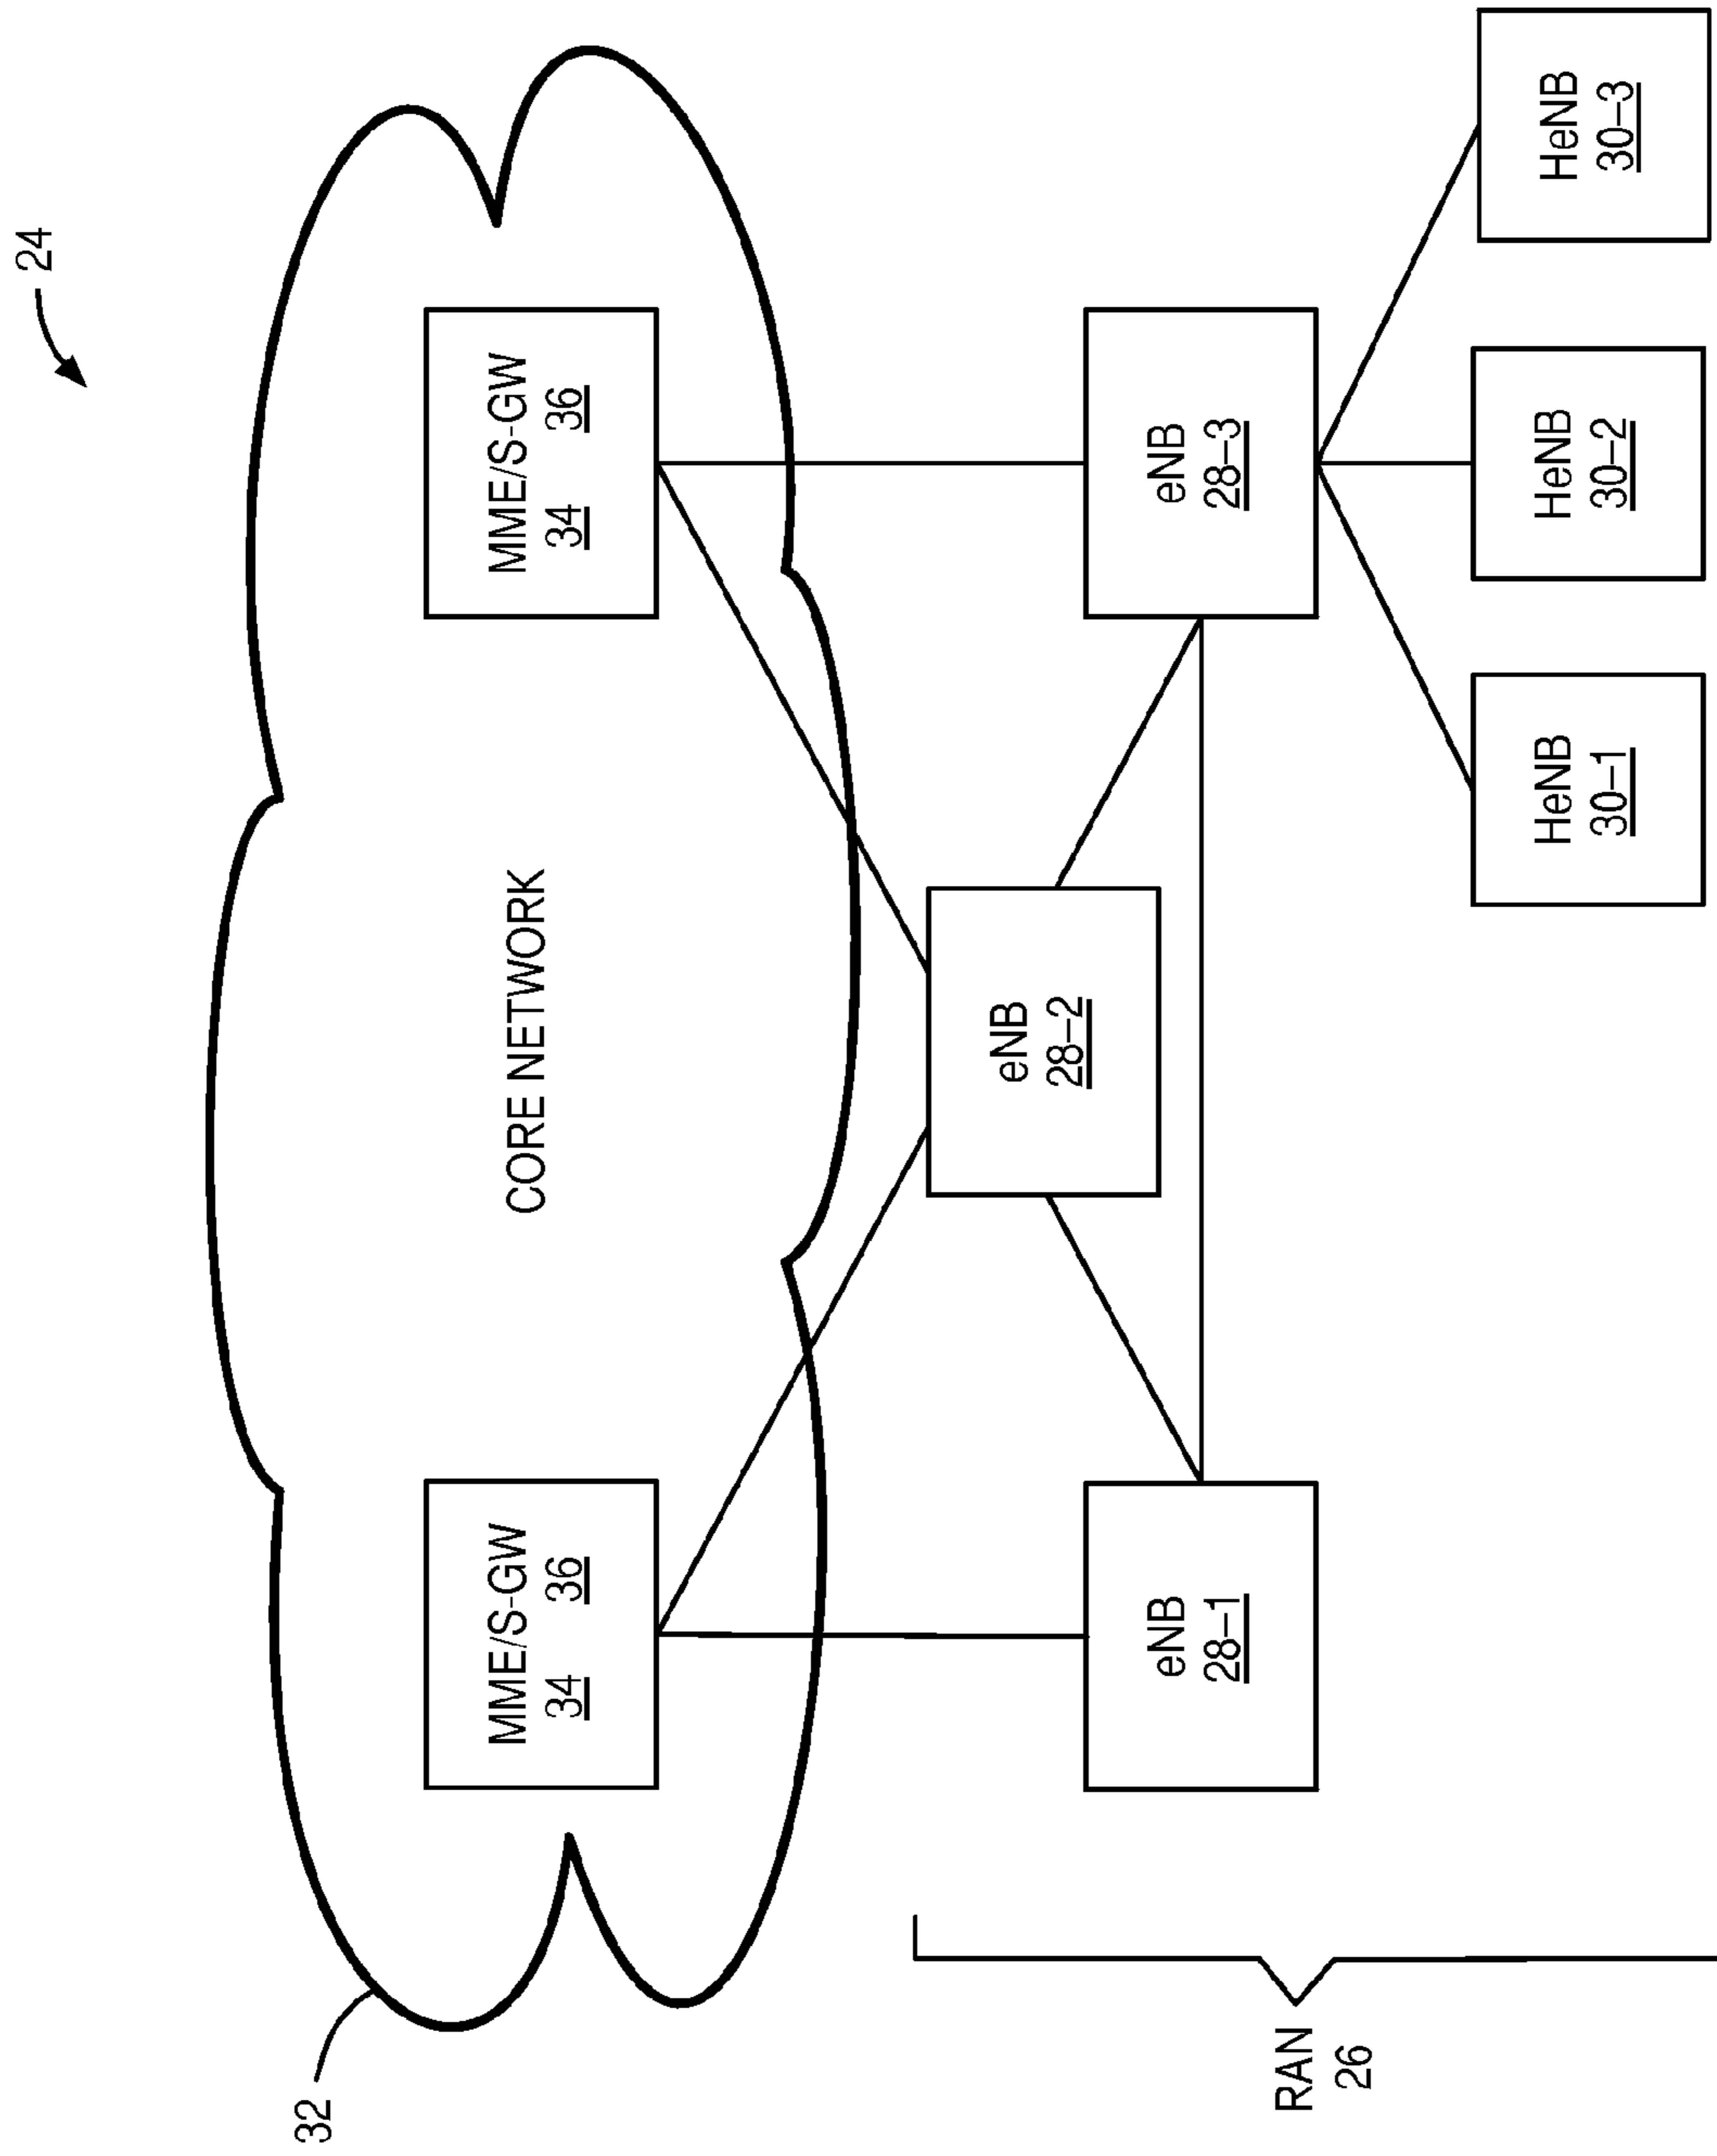 24
32
MME/S-GW
34 36
CORE NETWORK
MME/S-GW
34 36
eNB
28-2
eNB
28-1
eNB
28-3
RAN
26
HeNB
30-1
HeNB
30-2
HeNB
30-3